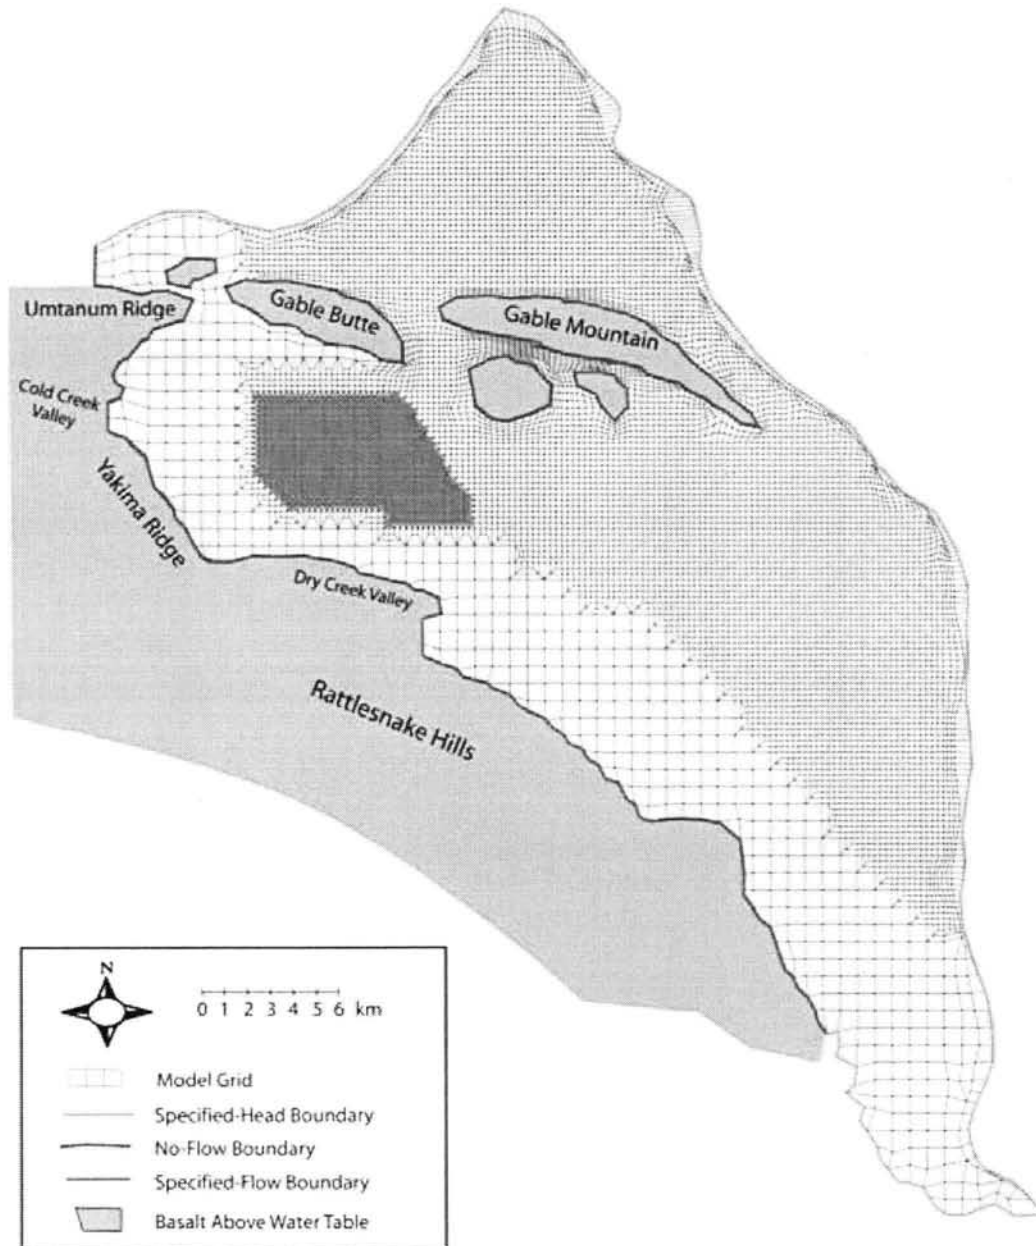 Umtanum Ridge
Gable Butte
Gable Mountain
Cold Creek
Valley
Yakima Ridge
Dry Creek Valley
Rattlesnake Hills
N
0 1 2 3 4 5 6 km
Model Grid
Specified-Head Boundary
No-Flow Boundary
Specified-Flow Boundary
Basalt Above Water Table